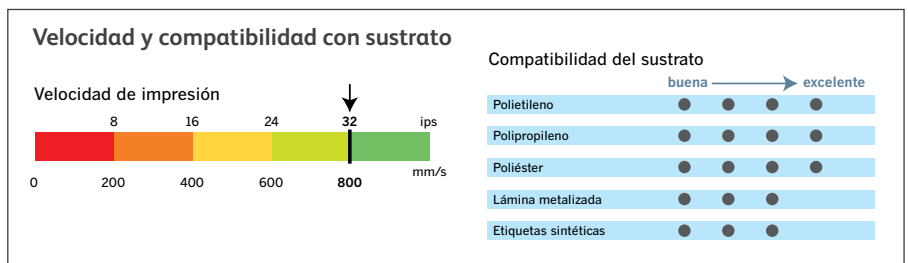 Velocidad y compatibilidad con sustrato
Velocidad de impresión
8 16 24 32 ips
mm/s
0 200 400 600 800
Compatibilidad del sustrato
buena excelente
Polietileno
Polipropileno
Poliéster
Lámina metalizada
Etiquetas sintéticas